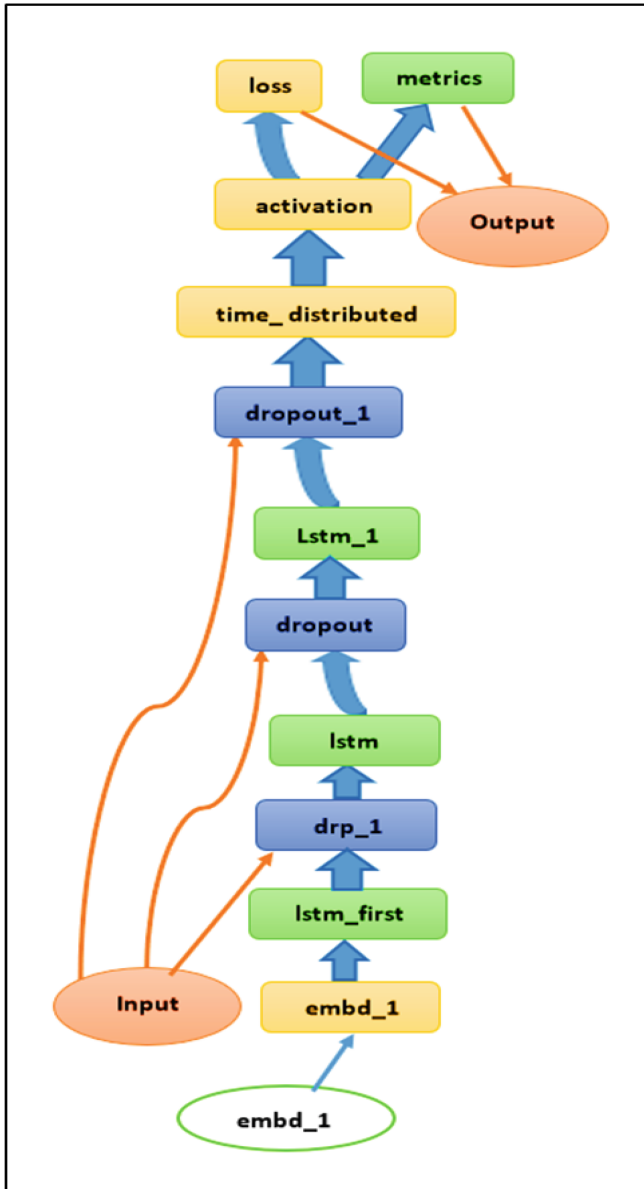 loss
metrics
activation
Output
time_ distributed
dropout_1
Lstm_1
dropout
lstm
drp_1
lstm_first
Input
embd_1
embd_1